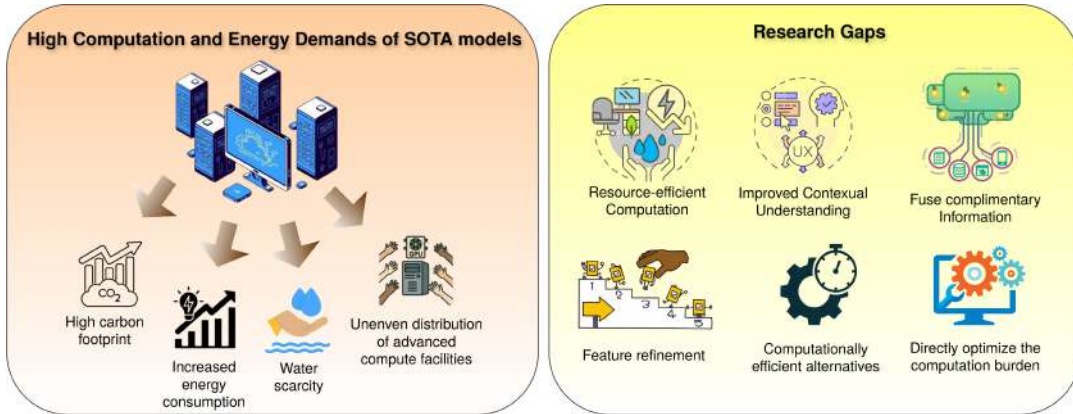 High Computation and Energy Demands of SOTA models
CO2
High carbon
footprint
Increased
energy
consumption
Water
scarcity
GPU
Unenven distribution
of advanced
compute facilities
Research Gaps
UX
Resource-efficient
Computation
Improved Contexual
Understanding
Fuse complimentary
Information
1
2
3
4
5
Feature refinement
Computationally
efficient alternatives
Directly optimize the
computation burden